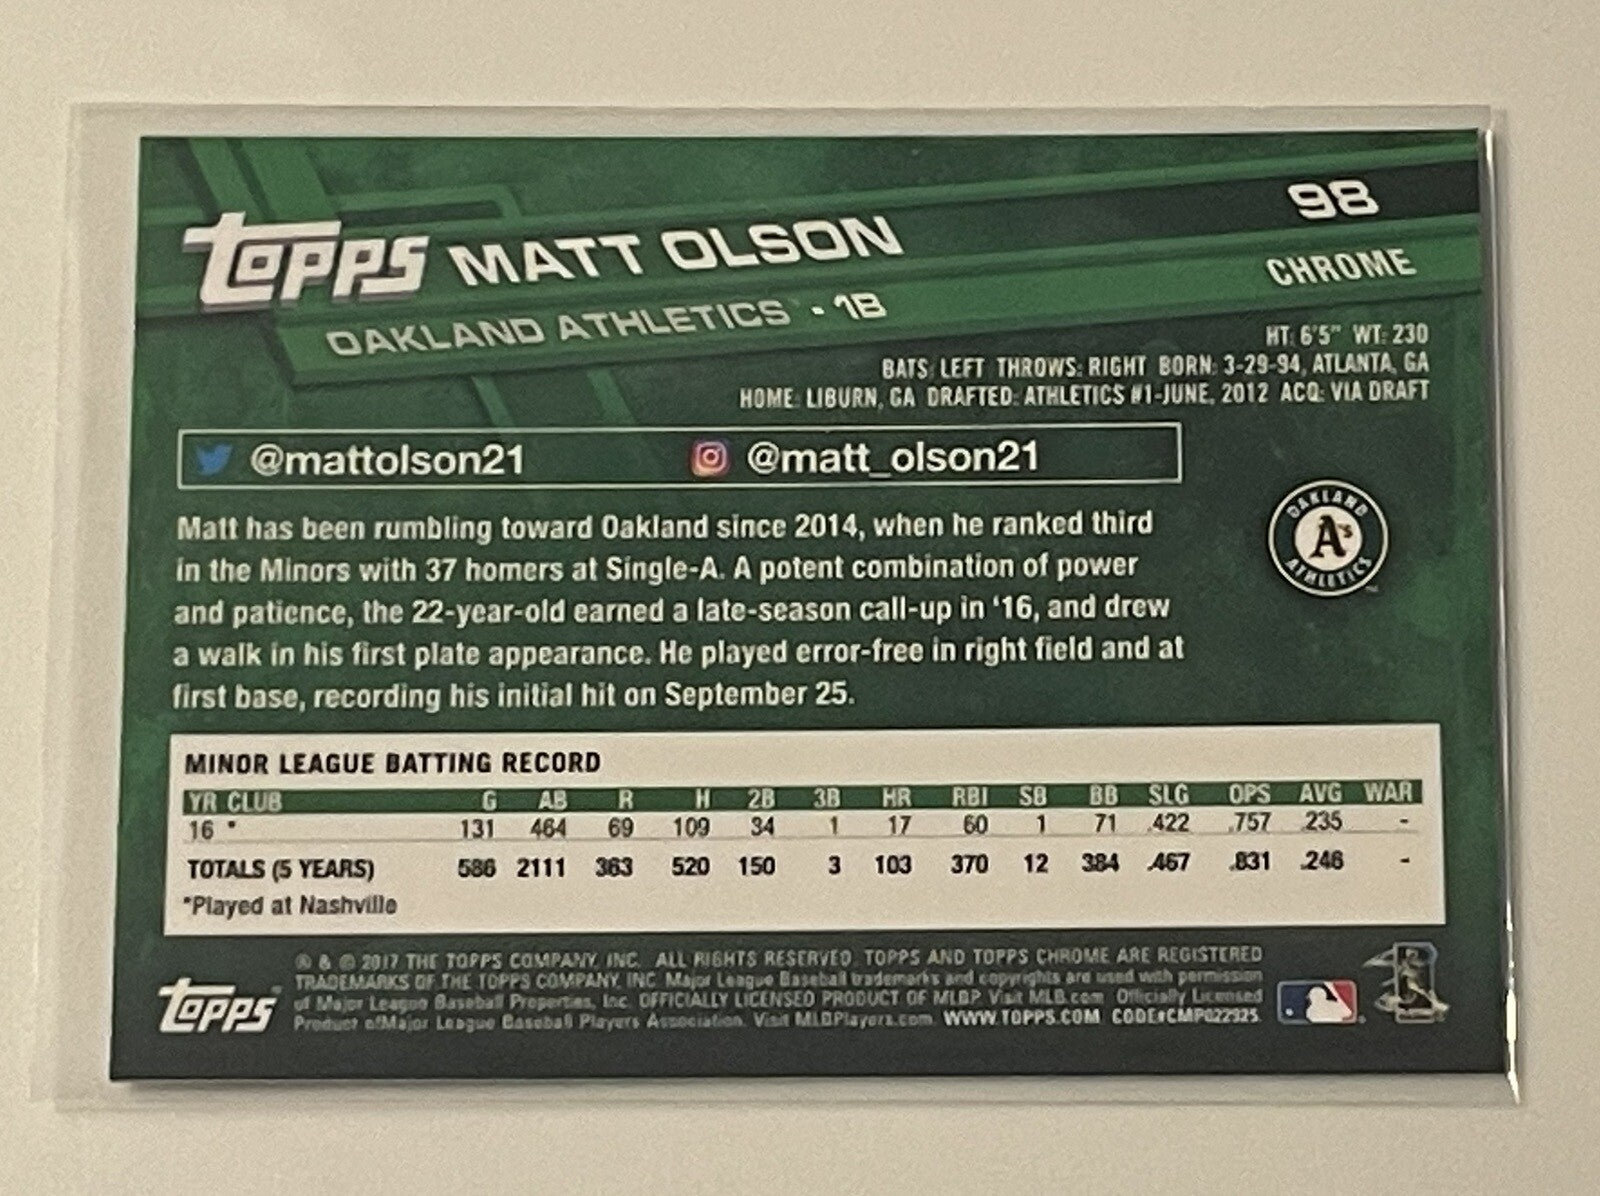 TOPPS MATT OLSON 98
OAKLAND ATHLETICS · 1B CHROME
HT: 6'5" WT: 230
BATS: LEFT THROWS: RIGHT BORN: 3-29-94, ATLANTA, GA
HOME: LIBURN, GA DRAFTED: ATHLETICS #1-JUNE, 2012 ACQ: VIA DRAFT
@mattolson21 @matt_olson21
OAKLAND
A's
ATHLETICS
Matt has been rumbling toward Oakland since 2014, when he ranked third
in the Minors with 37 homers at Single-A. A potent combination of power
and patience, the 22-year-old earned a late-season call-up in '16, and drew
a walk in his first plate appearance. He played error-free in right field and at
first base, recording his initial hit on September 25.
MINOR LEAGUE BATTING RECORD
YR CLUB G AB R H 2B 3B HR RBI SB BB SLG OPS AVG WAR
16 * 131 464 69 109 34 1 17 60 1 71 .422 .757 .235 -
TOTALS (5 YEARS) 586 2111 363 520 150 3 103 370 12 384 .467 .831 .246 -
*Played at Nashville
® & © 2017 THE TOPPS COMPANY, INC. ALL RIGHTS RESERVED. TOPPS AND TOPPS CHROME ARE REGISTERED
TRADEMARKS OF THE TOPPS COMPANY, INC. Major League Baseball trademarks and copyrights are used with permission
of Major League Baseball Properties, Inc. OFFICIALLY LICENSED PRODUCT OF MLBP. Visit MLB.com Officially Licensed
Product of Major League Baseball Players Association. Visit MLBPlayers.com WWW.TOPPS.COM CODE#CMP022925
TOPPS